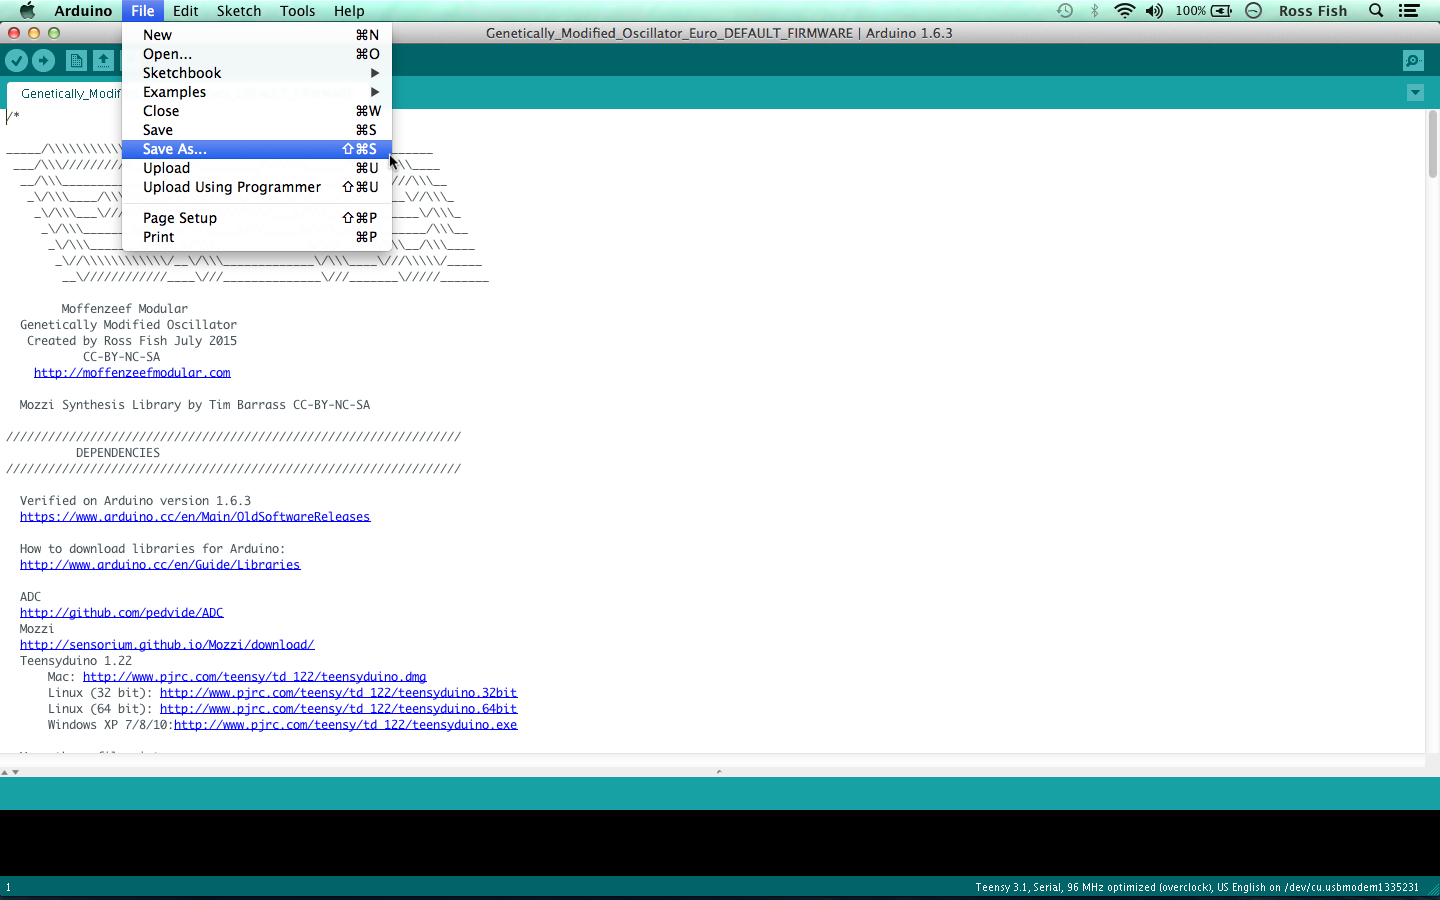 Arduino File Edit Sketch Tools Help 100% Ross Fish
Genetically_Modified_Oscillator_Euro_DEFAULT_FIRMWARE | Arduino 1.6.3
New ⌘N
Open... ⌘O
Sketchbook ▶
Examples ▶
Close ⌘W
Save ⌘S
Save As... ⇧⌘S
Upload ⌘U
Upload Using Programmer ⇧⌘U
Page Setup ⇧⌘P
Print ⌘P
Genetically_Modif
/*
Moffenzeef Modular
Genetically Modified Oscillator
Created by Ross Fish July 2015
CC-BY-NC-SA
http://moffenzeefmodular.com
Mozzi Synthesis Library by Tim Barrass CC-BY-NC-SA
/////////////////////////////////////////////////////////////////
DEPENDENCIES
/////////////////////////////////////////////////////////////////
Verified on Arduino version 1.6.3
https://www.arduino.cc/en/Main/OldSoftwareReleases
How to download libraries for Arduino:
http://www.arduino.cc/en/Guide/Libraries
ADC
http://github.com/pedvide/ADC
Mozzi
http://sensorium.github.io/Mozzi/download/
Teensyduino 1.22
Mac: http://www.pjrc.com/teensy/td_122/teensyduino.dmg
Linux (32 bit): http://www.pjrc.com/teensy/td_122/teensyduino.32bit
Linux (64 bit): http://www.pjrc.com/teensy/td_122/teensyduino.64bit
Windows XP 7/8/10:http://www.pjrc.com/teensy/td_122/teensyduino.exe
1
Teensy 3.1, Serial, 96 MHz optimized (overclock), US English on /dev/cu.usbmodem1335231